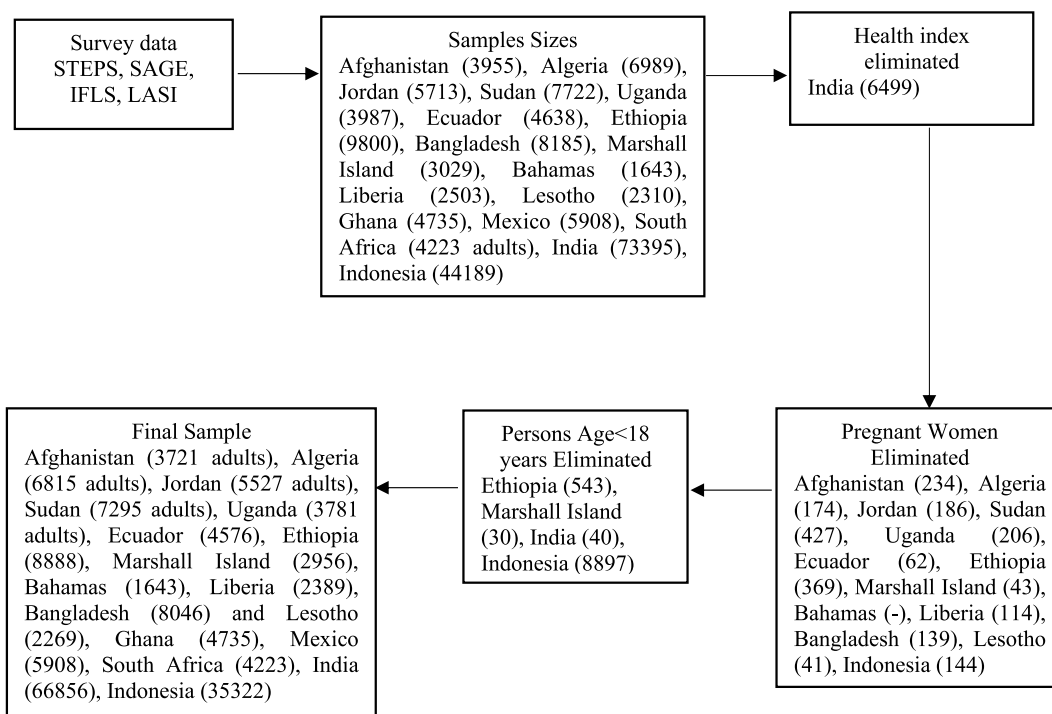 Survey data
STEPS, SAGE,
IFLS, LASI
Samples Sizes
Afghanistan (3955), Algeria (6989),
Jordan (5713), Sudan (7722), Uganda
(3987), Ecuador (4638), Ethiopia
(9800), Bangladesh (8185), Marshall
Island (3029), Bahamas (1643),
Liberia (2503), Lesotho (2310),
Ghana (4735), Mexico (5908), South
Africa (4223 adults), India (73395),
Indonesia (44189)
Health index
eliminated
India (6499)
Pregnant Women
Eliminated
Afghanistan (234), Algeria
(174), Jordan (186), Sudan
(427), Uganda (206),
Ecuador (62), Ethiopia
(369), Marshall Island (43),
Bahamas (-), Liberia (114),
Bangladesh (139), Lesotho
(41), Indonesia (144)
Persons Age<18
years Eliminated
Ethiopia (543),
Marshall Island
(30), India (40),
Indonesia (8897)
Final Sample
Afghanistan (3721 adults), Algeria
(6815 adults), Jordan (5527 adults),
Sudan (7295 adults), Uganda (3781
adults), Ecuador (4576), Ethiopia
(8888), Marshall Island (2956),
Bahamas (1643), Liberia (2389),
Bangladesh (8046) and Lesotho
(2269), Ghana (4735), Mexico
(5908), South Africa (4223), India
(66856), Indonesia (35322)